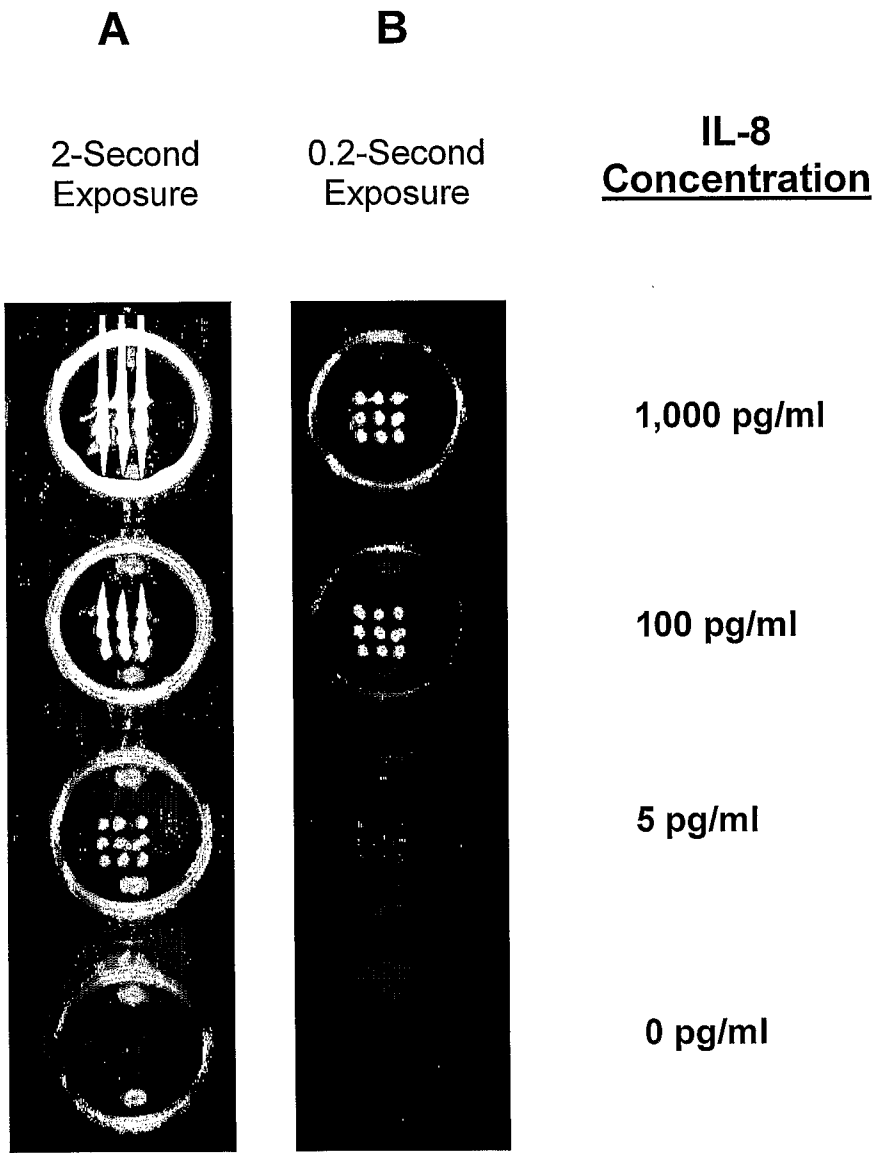 A
B
2-Second
Exposure
0.2-Second
Exposure
IL-8
Concentration
1,000 pg/ml
100 pg/ml
5 pg/ml
0 pg/ml